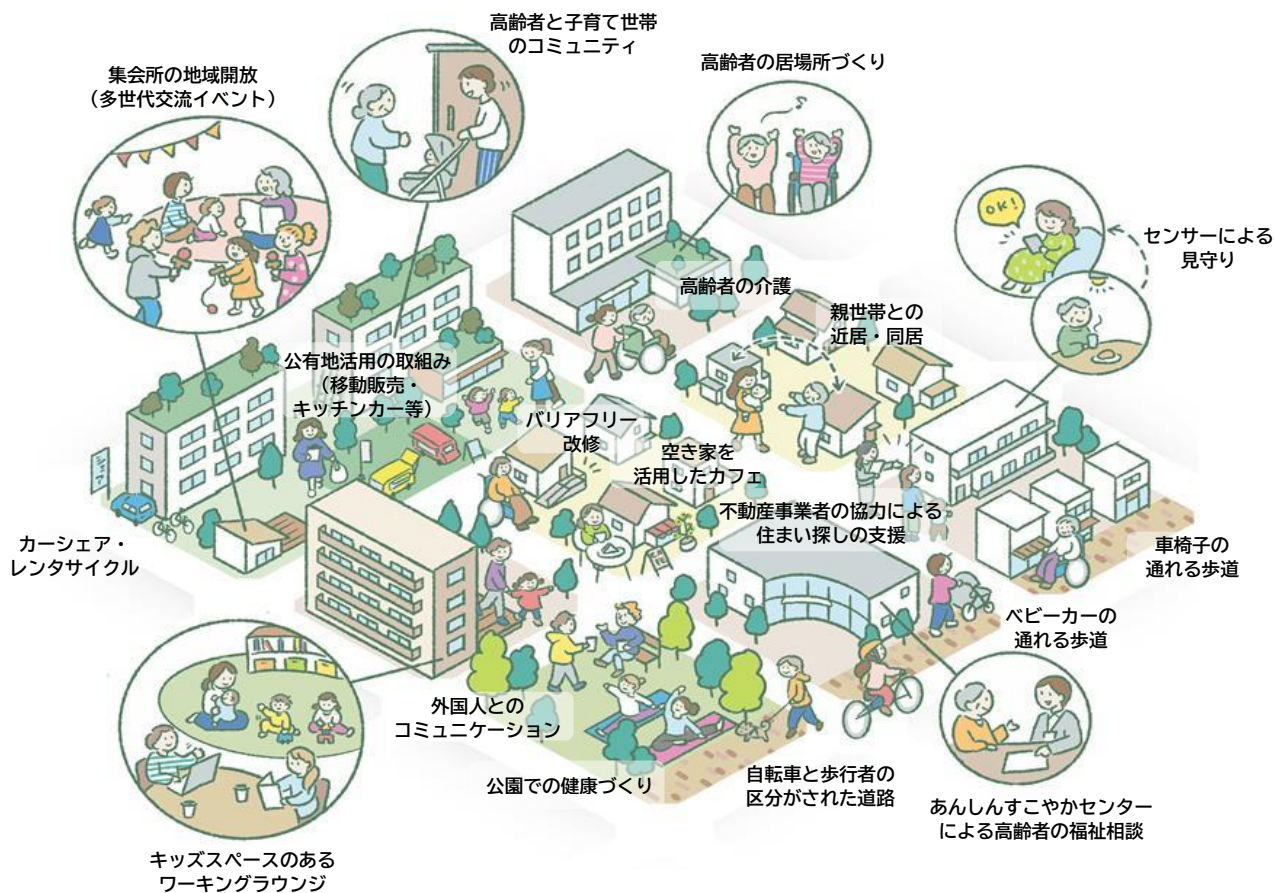 高齢者と子育て世帯
のコミュニティ
集会所の地域開放
（多世代交流イベント）
高齢者の居場所づくり
OK!
センサーによる
見守り
高齢者の介護
親世帯との
近居・同居
公有地活用の取組み
（移動販売・
キッチンカー等）
バリアフリー
改修
空き家を
活用したカフェ
不動産事業者の協力による
住まい探しの支援
カーシェア・
レンタサイクル
車椅子の
通れる歩道
ベビーカーの
通れる歩道
外国人との
コミュニケーション
公園での健康づくり
自転車と歩行者の
区分がされた道路
あんしんすこやかセンター
による高齢者の福祉相談
キッズスペースのある
ワーキングラウンジ